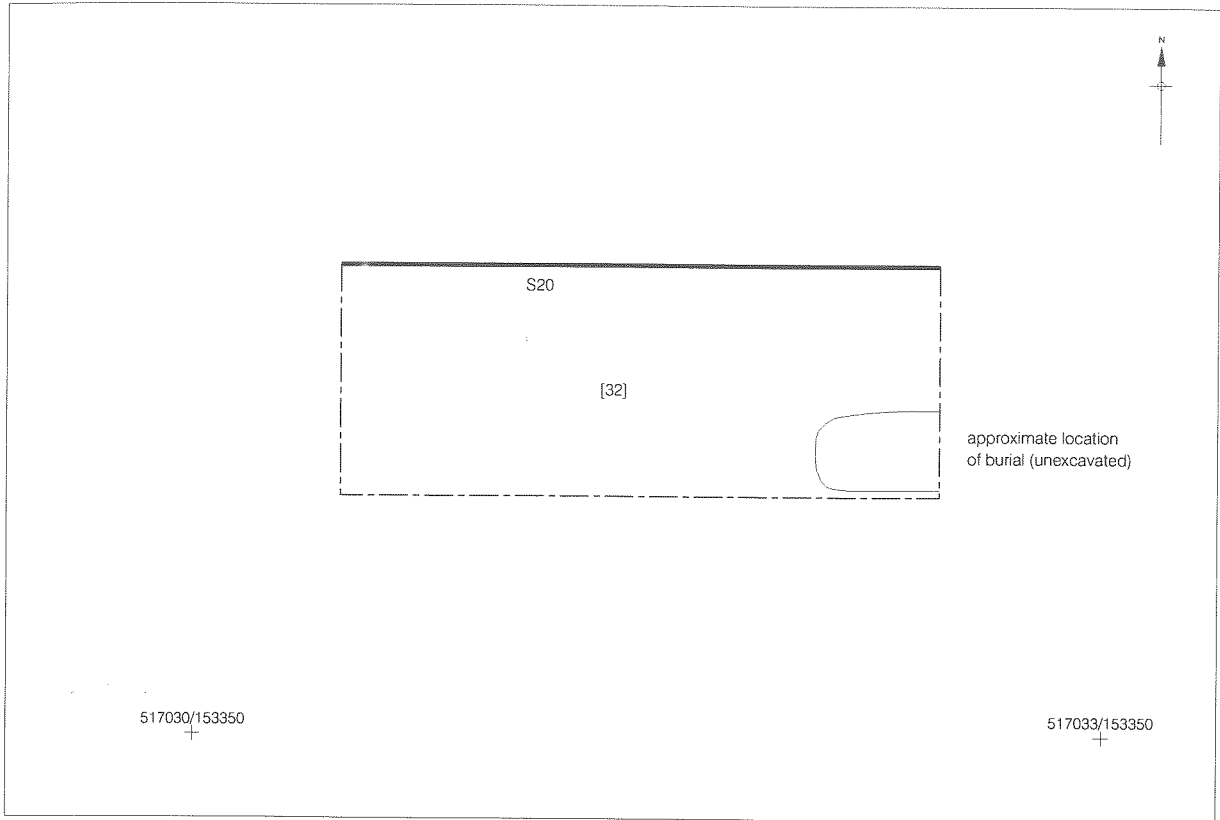 N
S20
[32]
approximate location
of burial (unexcavated)
517030/153350
517033/153350